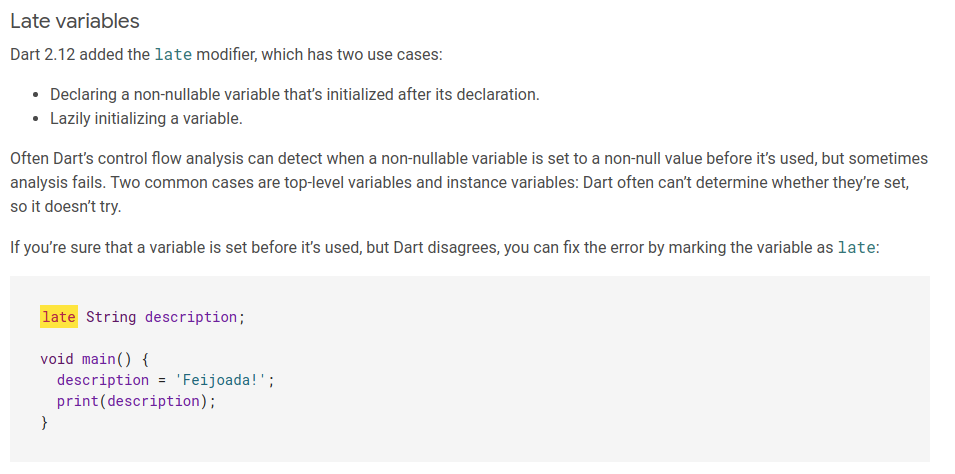 Late variables
Dart 2.12 added the late modifier, which has two use cases:
• Declaring a non-nullable variable that’s initialized after its declaration.
• Lazily initializing a variable.
Often Dart’s control flow analysis can detect when a non-nullable variable is set to a non-null value before it’s used, but sometimes
analysis fails. Two common cases are top-level variables and instance variables: Dart often can’t determine whether they’re set,
so it doesn’t try.
If you’re sure that a variable is set before it’s used, but Dart disagrees, you can fix the error by marking the variable as late:
late String description;
void main() {
  description = 'Feijoada!';
  print(description);
}